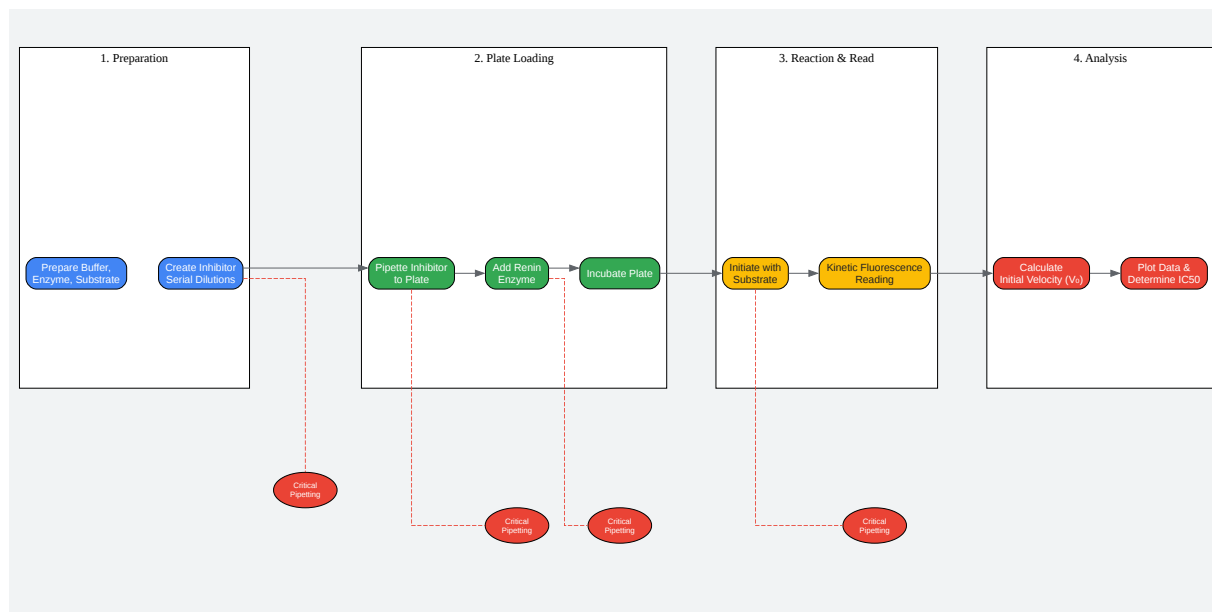 1. Preparation
2. Plate Loading
3. Reaction & Read
4. Analysis
Prepare Buffer,
Enzyme, Substrate
Create Inhibitor
Serial Dilutions
Pipette Inhibitor
to Plate
Add Renin
Enzyme
Incubate Plate
Initiate with
Substrate
Kinetic Fluorescence
Reading
Calculate
Initial Velocity (V₀)
Plot Data &
Determine IC50
Critical
Pipetting
Critical
Pipetting
Critical
Pipetting
Critical
Pipetting